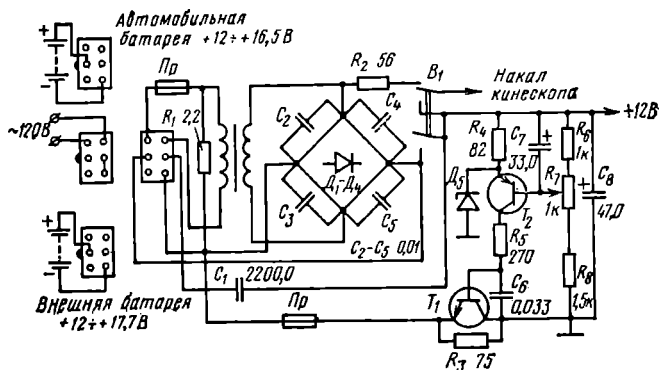 Автомобильная
батарея +12÷+16,5 В
+
-
~120В
+
-
Внешняя батарея
+12÷+17,7 В
Пр
R₁ 2,2
C₂
C₃
C₄
C₅
Д₁-Д₄
C₂-C₅ 0,01
C₁ 2200,0
R₂ 56
В₁
Накал
кинескопа
+12В
R₄
82
C₇
+
33,0
R₆
1к
R₇
1к
+
C₈
47,0
Д₅
T₂
R₅
270
R₈
1,5к
Пр
T₁
C₆
0,033
R₃ 75